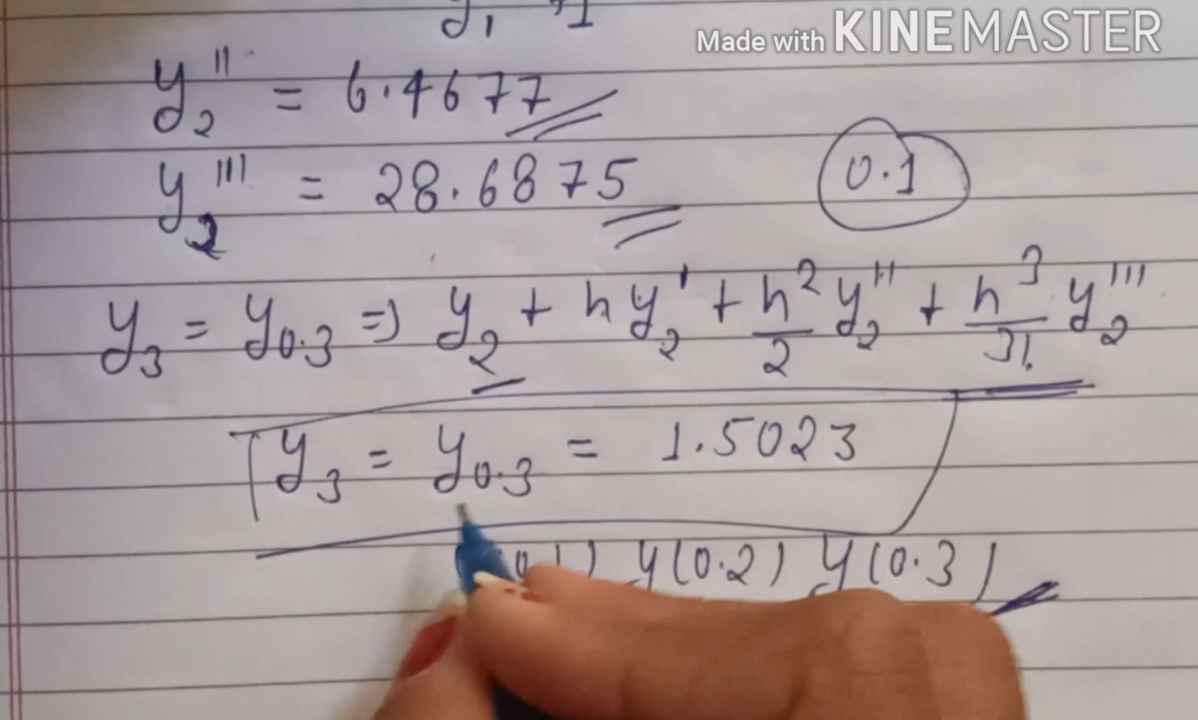 Made with KINEMASTER
y₂'' = 6.4677
y₂''' = 28.6875
0.1
y₃ = y₀.₃ ⇒ y₂ + hy₂' + h²/2 y₂'' + h³/3! y₂'''
y₃ = y₀.₃ = 1.5023
y(0.2) y(0.3)